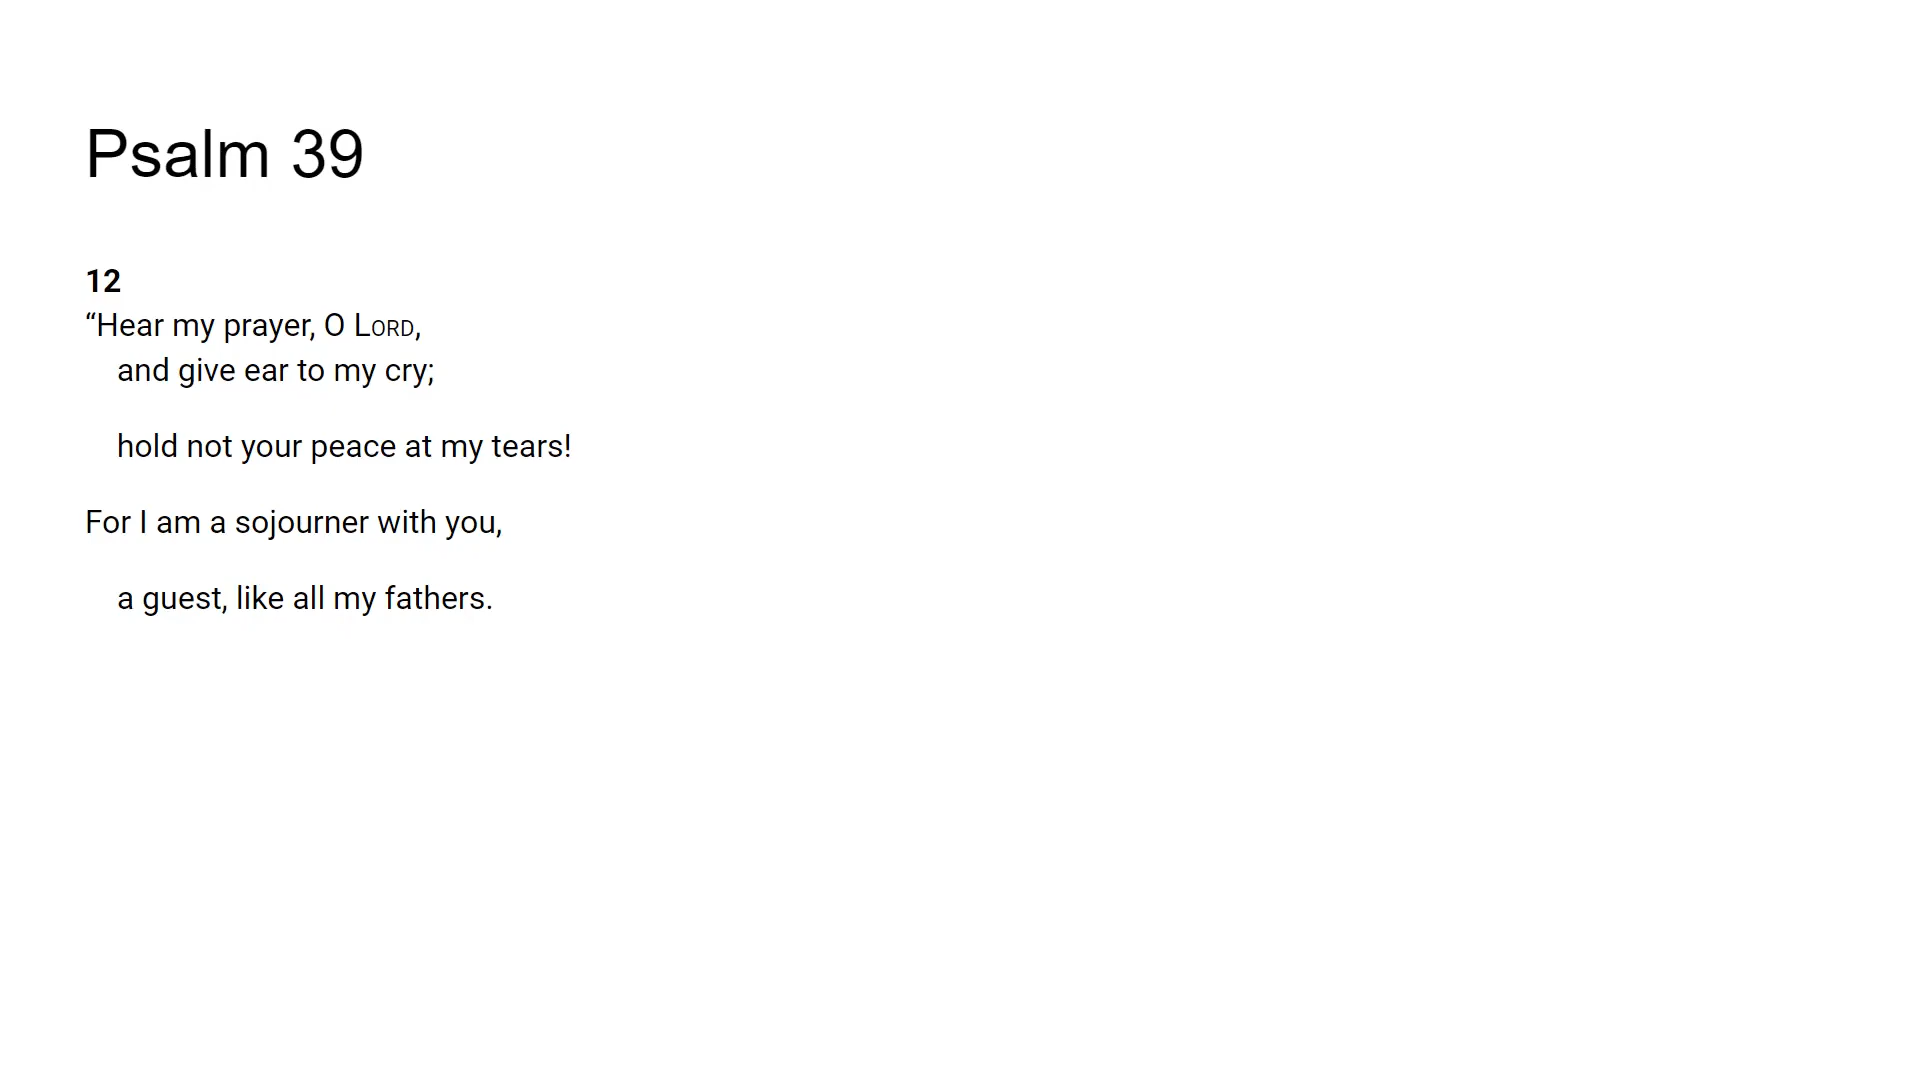 Psalm 39
12
“Hear my prayer, O LORD,
and give ear to my cry;
hold not your peace at my tears!
For I am a sojourner with you,
a guest, like all my fathers.